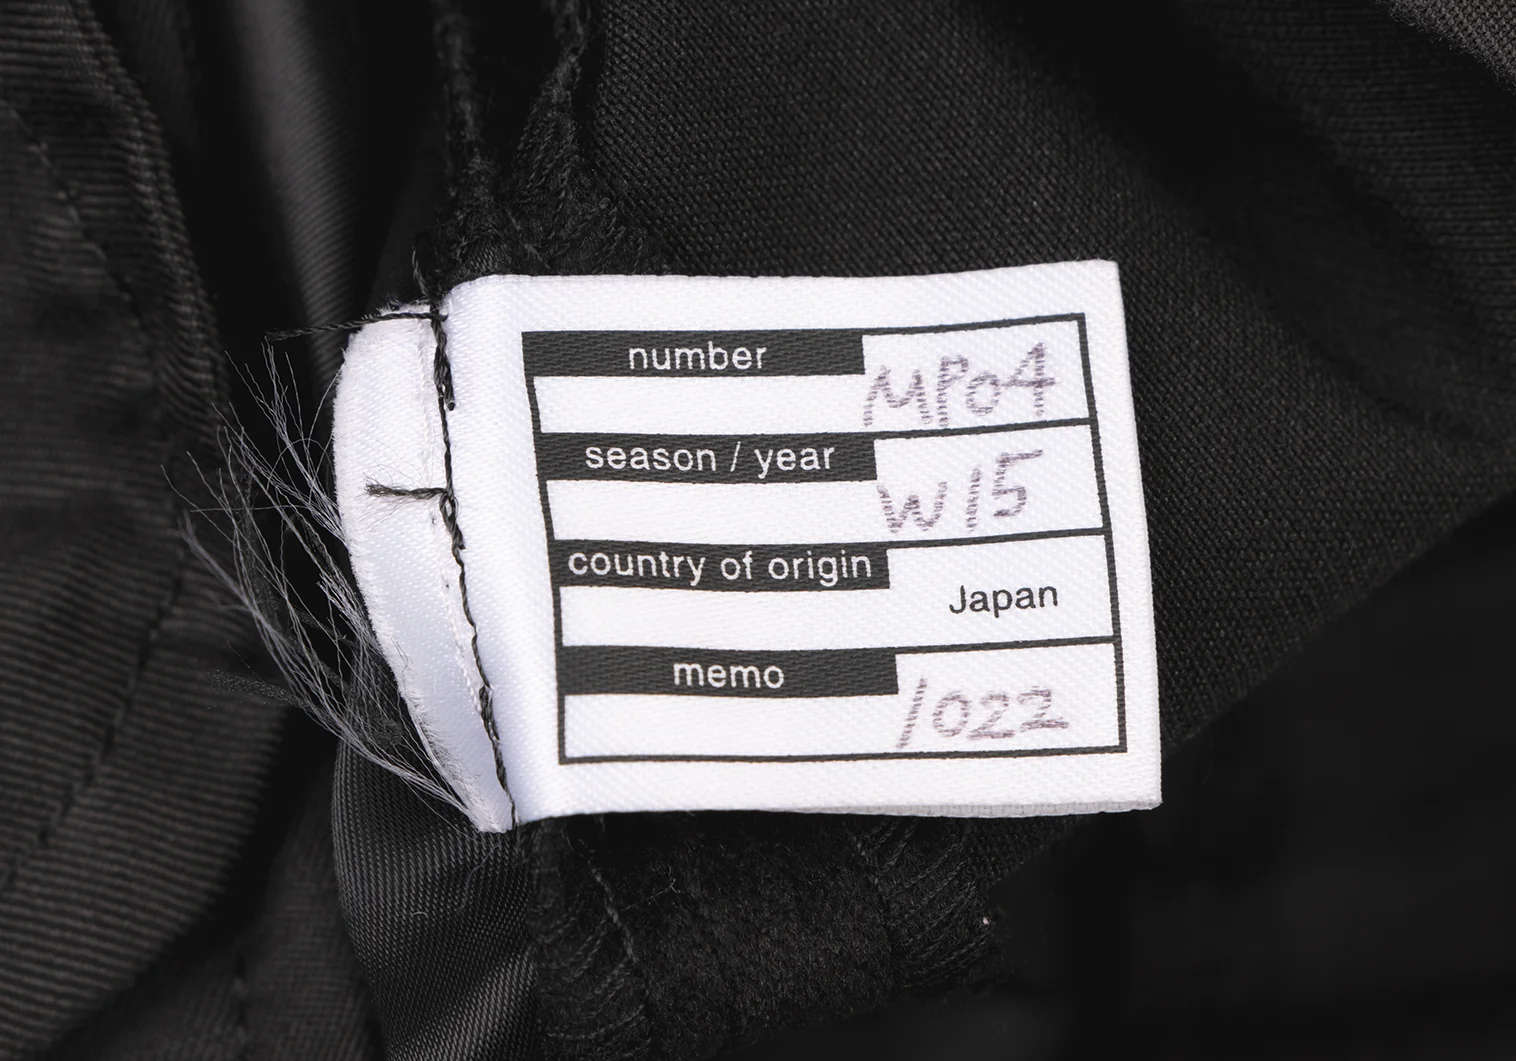 number
MP04
season / year
W15
country of origin
Japan
memo
1022